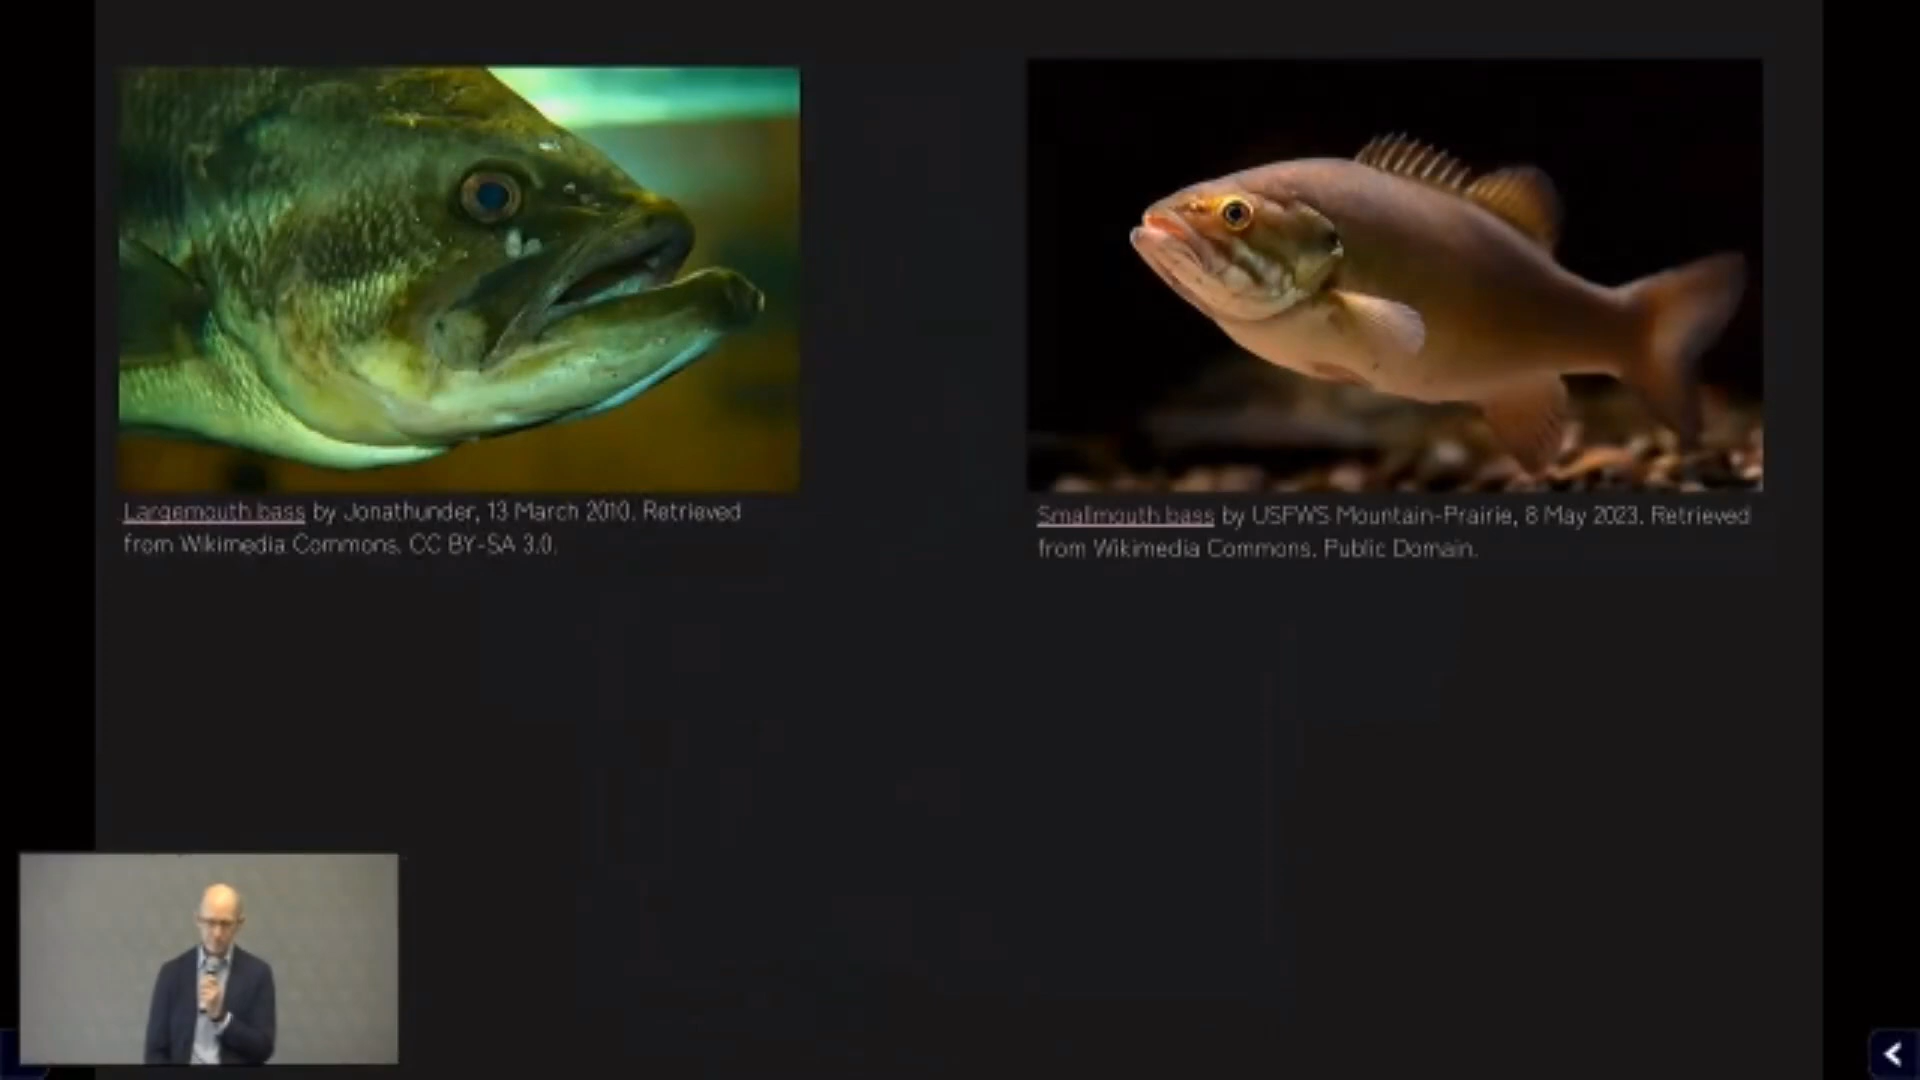 Largemouth bass by Jonathunder, 13 March 2010. Retrieved
from Wikimedia Commons. CC BY-SA 3.0.
Smallmouth bass by USFWS Mountain-Prairie, 8 May 2023. Retrieved
from Wikimedia Commons. Public Domain.